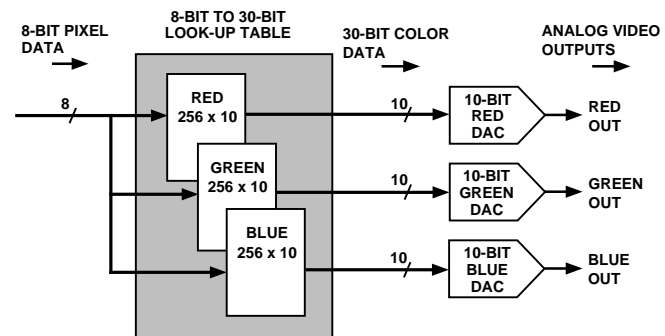 8-BIT PIXEL
DATA
8-BIT TO 30-BIT
LOOK-UP TABLE
30-BIT COLOR
DATA
ANALOG VIDEO
OUTPUTS
8
RED
256 x 10
10
10-BIT
RED
DAC
RED
OUT
GREEN
256 x 10
10
10-BIT
GREEN
DAC
GREEN
OUT
BLUE
256 x 10
10
10-BIT
BLUE
DAC
BLUE
OUT